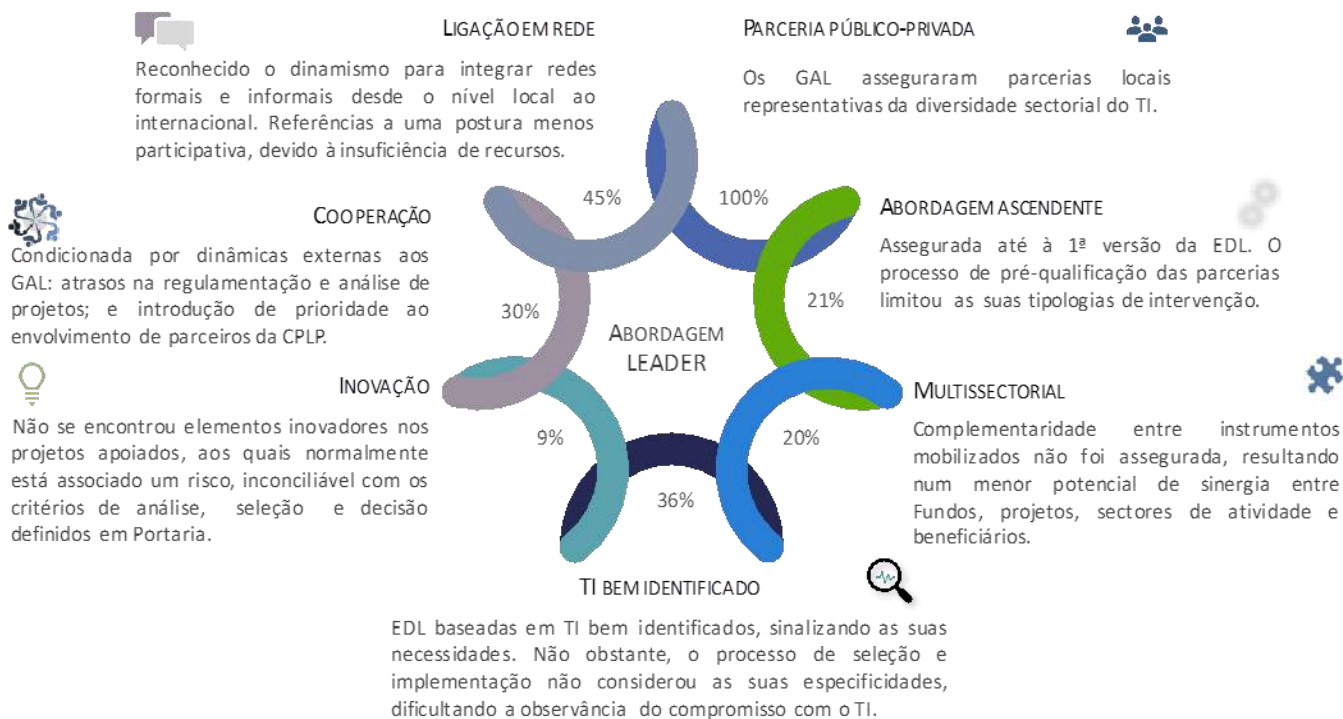 LIGAÇÃO EM REDE
Reconhecido o dinamismo para integrar redes
formais e informais desde o nível local ao
internacional. Referências a uma postura menos
participativa, devido à insuficiência de recursos.
PARCERIA PÚBLICO-PRIVADA
Os GAL asseguraram parcerias locais
representativas da diversidade sectorial do TI.
45%
100%
COOPERAÇÃO
Condicionada por dinâmicas externas aos
GAL: atrasos na regulamentação e análise de
projetos; e introdução de prioridade ao
envolvimento de parceiros da CPLP.
30%
ABORDAGEM
LEADER
21%
ABORDAGEM ASCENDENTE
Assegurada até à 1ª versão da EDL. O
processo de pré-qualificação das parcerias
limitou as suas tipologias de intervenção.
INOVAÇÃO
Não se encontrou elementos inovadores nos
projetos apoiados, aos quais normalmente
está associado um risco, inconciliável com os
critérios de análise, seleção e decisão
definidos em Portaria.
9%
36%
20%
MULTISSECTORIAL
Complementaridade entre instrumentos
mobilizados não foi assegurada, resultando
num menor potencial de sinergia entre
Fundos, projetos, sectores de atividade e
beneficiários.
TI BEM IDENTIFICADO
EDL baseadas em TI bem identificados, sinalizando as suas
necessidades. Não obstante, o processo de seleção e
implementação não considerou as suas especificidades,
dificultando a observância do compromisso com o TI.